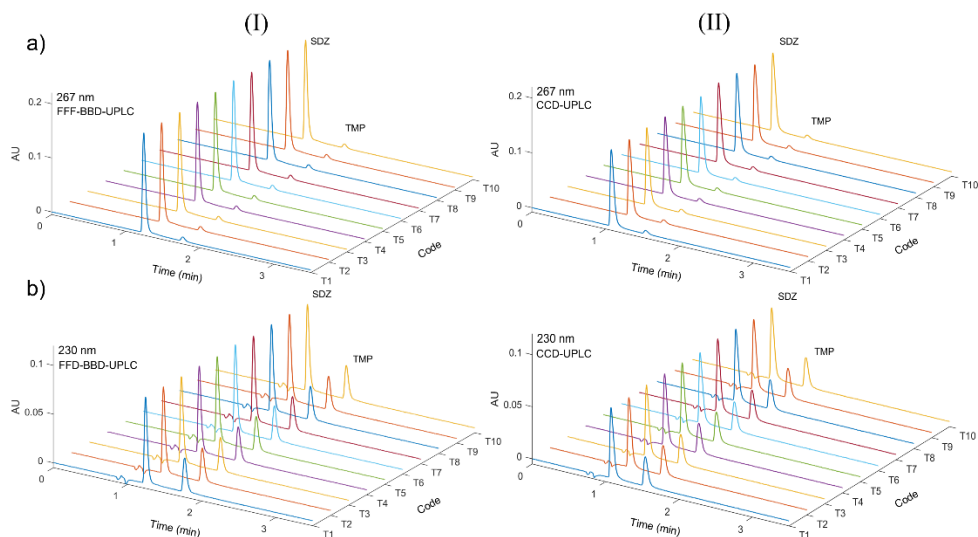 (I)
(II)
a)
SDZ
267 nm
FFF-BBD-UPLC
0.2
0.1
0
AU
TMP
0
1
2
3
Time (min)
T1
T2
T3
T4
T5
T6
T7
T8
T9
T10
Code
SDZ
267 nm
CCD-UPLC
0.2
0.1
0
AU
TMP
0
1
2
3
Time (min)
T1
T2
T3
T4
T5
T6
T7
T8
T9
T10
Code
b)
SDZ
230 nm
FFD-BBD-UPLC
0.1
0.05
0
AU
TMP
0
1
2
3
Time (min)
T1
T2
T3
T4
T5
T6
T7
T8
T9
T10
Code
SDZ
230 nm
CCD-UPLC
0.1
0.05
0
AU
TMP
0
1
2
3
Time (min)
T1
T2
T3
T4
T5
T6
T7
T8
T9
T10
Code